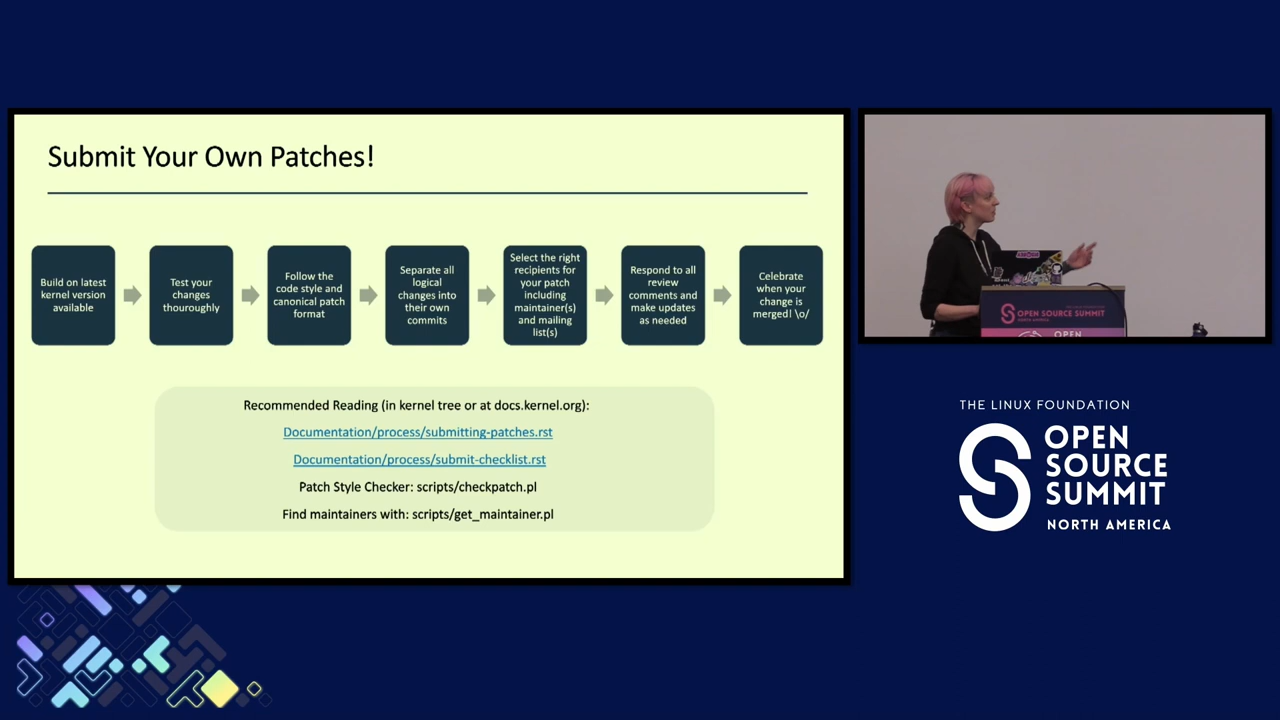 Submit Your Own Patches!
Build on latest
kernel version
available
Test your
changes
thouroughly
Follow the
code style and
canonical patch
format
Separate all
logical
changes into
their own
commits
Select the right
recipients for
your patch
including
maintainer(s)
and mailing
list(s)
Respond to all
review
comments and
make updates
as needed
Celebrate
when your
change is
merged! \o/
Recommended Reading (in kernel tree or at docs.kernel.org):
Documentation/process/submitting-patches.rst
Documentation/process/submit-checklist.rst
Patch Style Checker: scripts/checkpatch.pl
Find maintainers with: scripts/get_maintainer.pl
OPEN SOURCE SUMMIT
OPEN
THE LINUX FOUNDATION
OPEN
SOURCE
SUMMIT
NORTH AMERICA